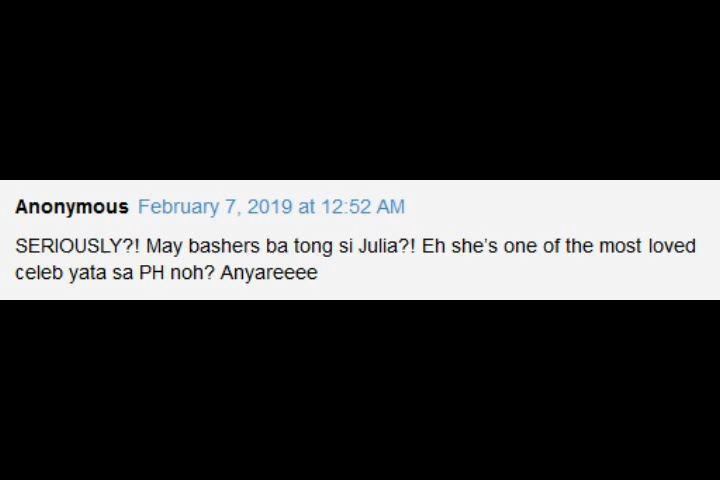 Anonymous February 7, 2019 at 12:52 AM
SERIOUSLY?! May bashers ba tong si Julia?! Eh she's one of the most loved
celeb yata sa PH noh? Anyareeee